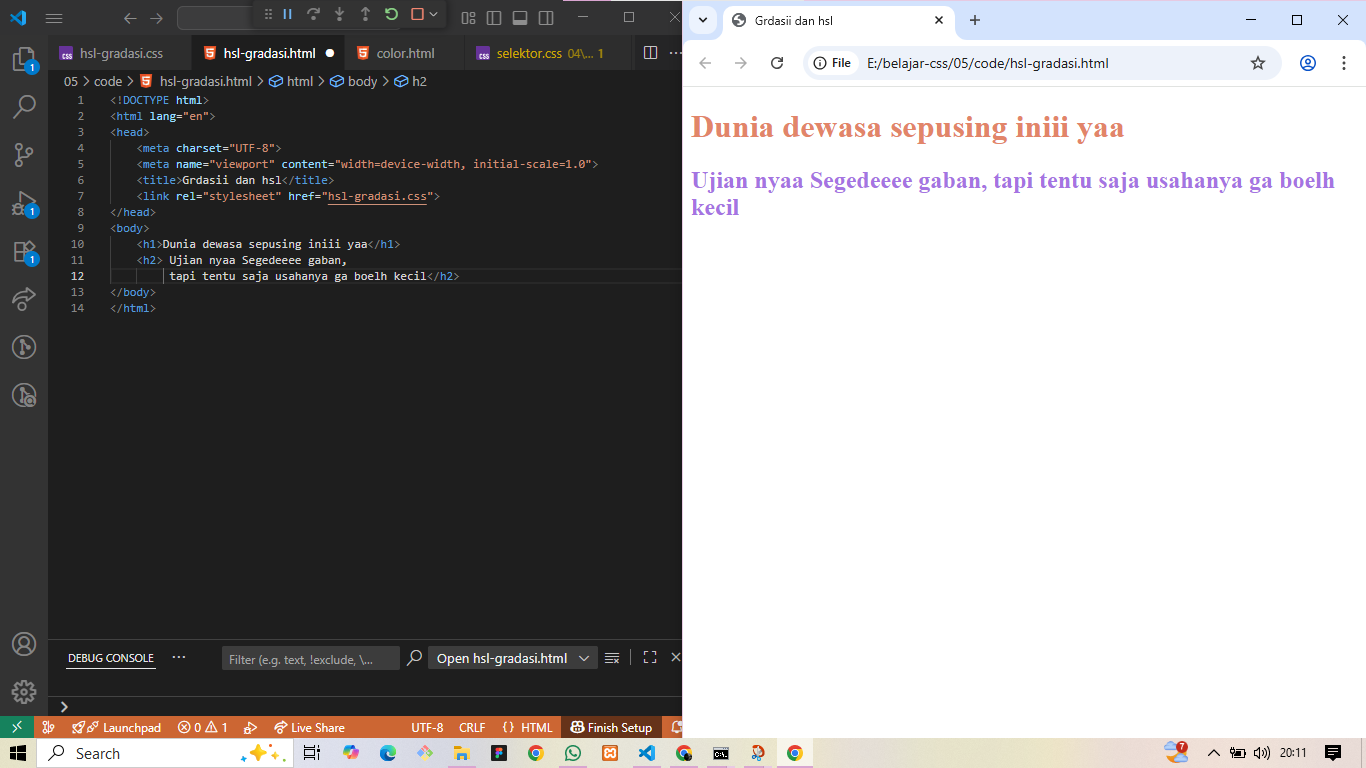 hsl-gradasi.css
hsl-gradasi.html
color.html
selektor.css 04\... 1
05 > code > hsl-gradasi.html > html > body > h2
1 <!DOCTYPE html>
2 <html lang="en">
3 <head>
4 <meta charset="UTF-8">
5 <meta name="viewport" content="width=device-width, initial-scale=1.0">
6 <title>Grdasii dan hsl</title>
7 <link rel="stylesheet" href="hsl-gradasi.css">
8 </head>
9 <body>
10 <h1>Dunia dewasa sepusing iniii yaa</h1>
11 <h2> Ujian nyaa Segedeeee gaban,
12 tapi tentu saja usahanya ga boelh kecil</h2>
13 </body>
14 </html>
1
1
1
DEBUG CONSOLE
Filter (e.g. text, !exclude, \...
Open hsl-gradasi.html
Launchpad
0
1
Live Share
UTF-8
CRLF
{ } HTML
Finish Setup
Grdasii dan hsl
File
E:/belajar-css/05/code/hsl-gradasi.html
Dunia dewasa sepusing iniii yaa
Ujian nyaa Segedeeee gaban, tapi tentu saja usahanya ga boelh
kecil
Search
7
20:11